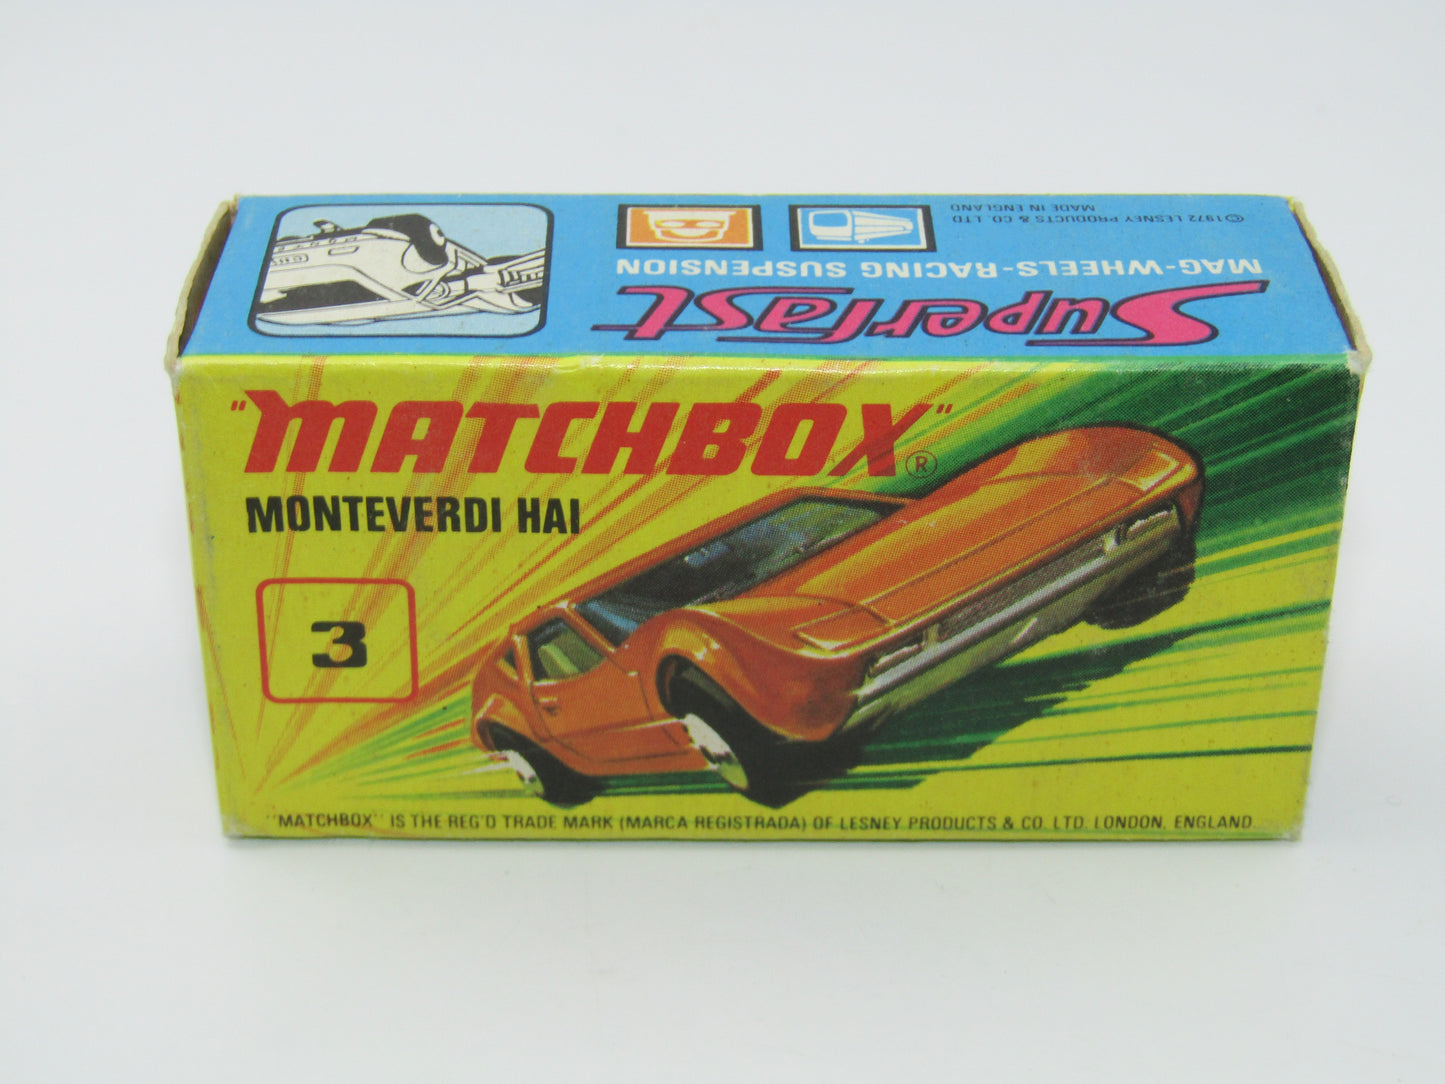 "MATCHBOX"®
MONTEVERDI HAI
3
"MATCHBOX" IS THE REG'D TRADE MARK (MARCA REGISTRADA) OF LESNEY PRODUCTS & CO. LTD. LONDON, ENGLAND
Superfast
MAG-WHEELS-RACING SUSPENSION
©1972 LESNEY PRODUCTS & CO. LTD
MADE IN ENGLAND